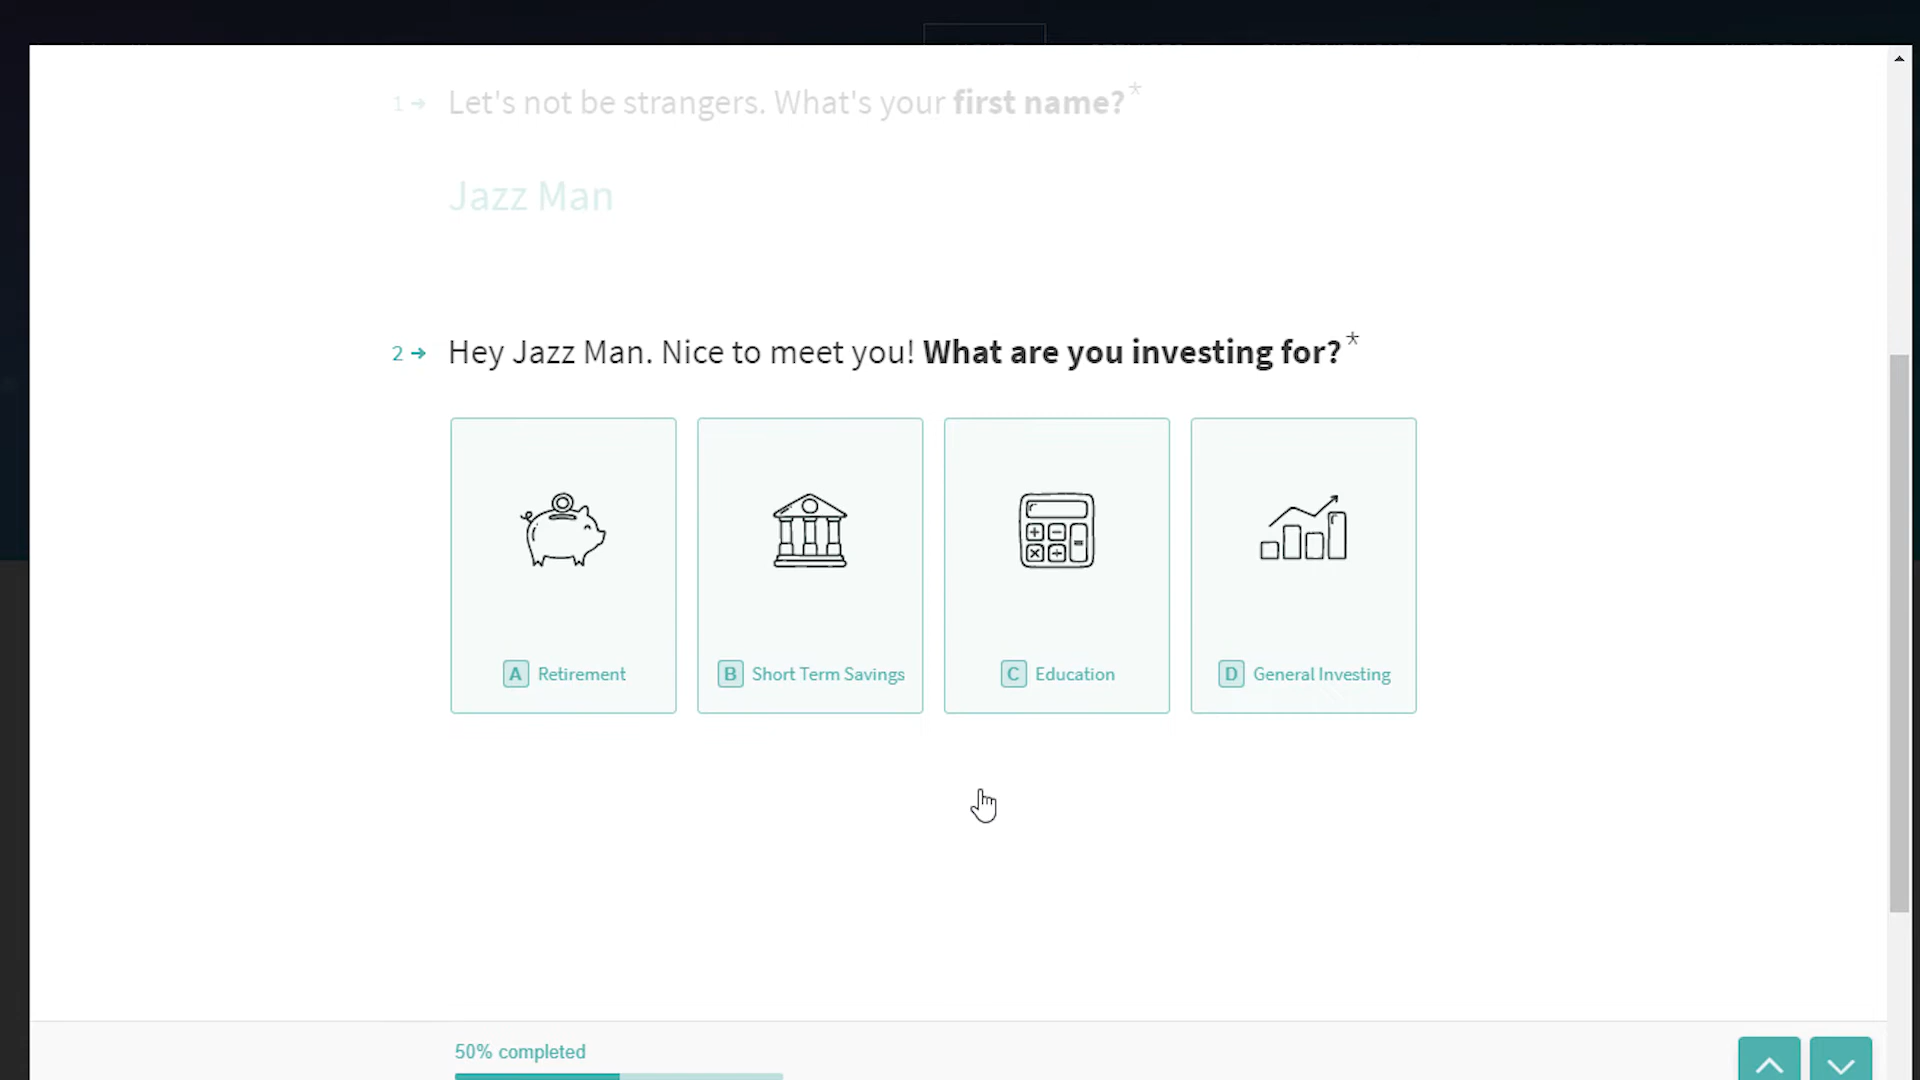 1 → Let's not be strangers. What's your first name?*
Jazz Man
2 → Hey Jazz Man. Nice to meet you! What are you investing for?*
A Retirement
B Short Term Savings
C Education
D General Investing
50% completed